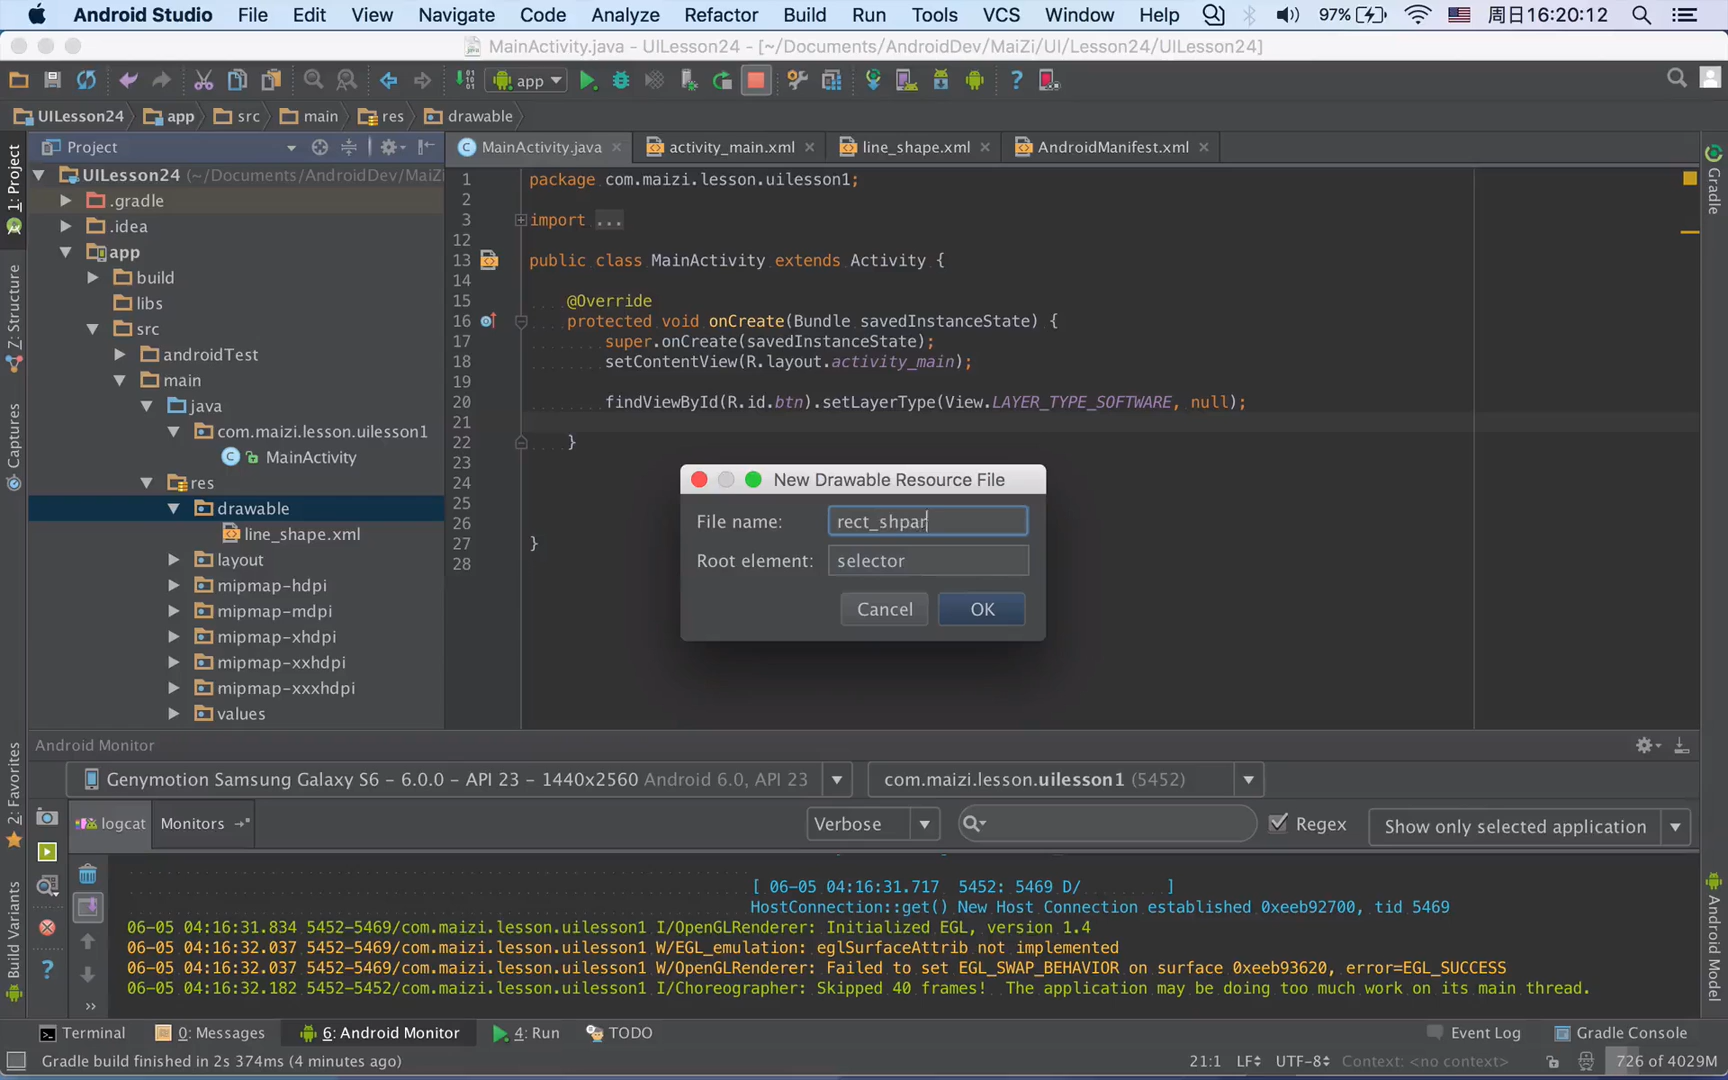 Android Studio File Edit View Navigate Code Analyze Refactor Build Run Tools VCS Window Help 97% 周日16:20:12
MainActivity.java - UILesson24 - [~/Documents/AndroidDev/MaiZi/UI/Lesson24/UILesson24]
app
UILesson24 app src main res drawable
Project
MainActivity.java activity_main.xml line_shape.xml AndroidManifest.xml
UILesson24 (~/Documents/AndroidDev/MaiZ
.gradle
.idea
app
build
libs
src
androidTest
main
java
com.maizi.lesson.uilesson1
MainActivity
res
drawable
line_shape.xml
layout
mipmap-hdpi
mipmap-mdpi
mipmap-xhdpi
mipmap-xxhdpi
mipmap-xxxhdpi
values
1: Project
Z: Structure
Captures
2: Favorites
Build Variants
1 package com.maizi.lesson.uilesson1;
2
3 import ...
12
13 public class MainActivity extends Activity {
14
15 @Override
16 protected void onCreate(Bundle savedInstanceState) {
17 super.onCreate(savedInstanceState);
18 setContentView(R.layout.activity_main);
19
20 findViewById(R.id.btn).setLayerType(View.LAYER_TYPE_SOFTWARE, null);
21
22 }
23
24
25
26
27 }
28
New Drawable Resource File
File name: rect_shpar
Root element: selector
Cancel OK
Gradle
Android Model
Android Monitor
Genymotion Samsung Galaxy S6 - 6.0.0 - API 23 - 1440x2560 Android 6.0, API 23 com.maizi.lesson.uilesson1 (5452)
logcat Monitors Verbose Regex Show only selected application
[ 06-05 04:16:31.717 5452: 5469 D/ ]
HostConnection::get() New Host Connection established 0xeeb92700, tid 5469
06-05 04:16:31.834 5452-5469/com.maizi.lesson.uilesson1 I/OpenGLRenderer: Initialized EGL, version 1.4
06-05 04:16:32.037 5452-5469/com.maizi.lesson.uilesson1 W/EGL_emulation: eglSurfaceAttrib not implemented
06-05 04:16:32.037 5452-5469/com.maizi.lesson.uilesson1 W/OpenGLRenderer: Failed to set EGL_SWAP_BEHAVIOR on surface 0xeeb93620, error=EGL_SUCCESS
06-05 04:16:32.182 5452-5452/com.maizi.lesson.uilesson1 I/Choreographer: Skipped 40 frames! The application may be doing too much work on its main thread.
Terminal 0: Messages 6: Android Monitor 4: Run TODO Event Log Gradle Console
Gradle build finished in 2s 374ms (4 minutes ago) 21:1 LF UTF-8 Context: <no context> 726 of 4029M